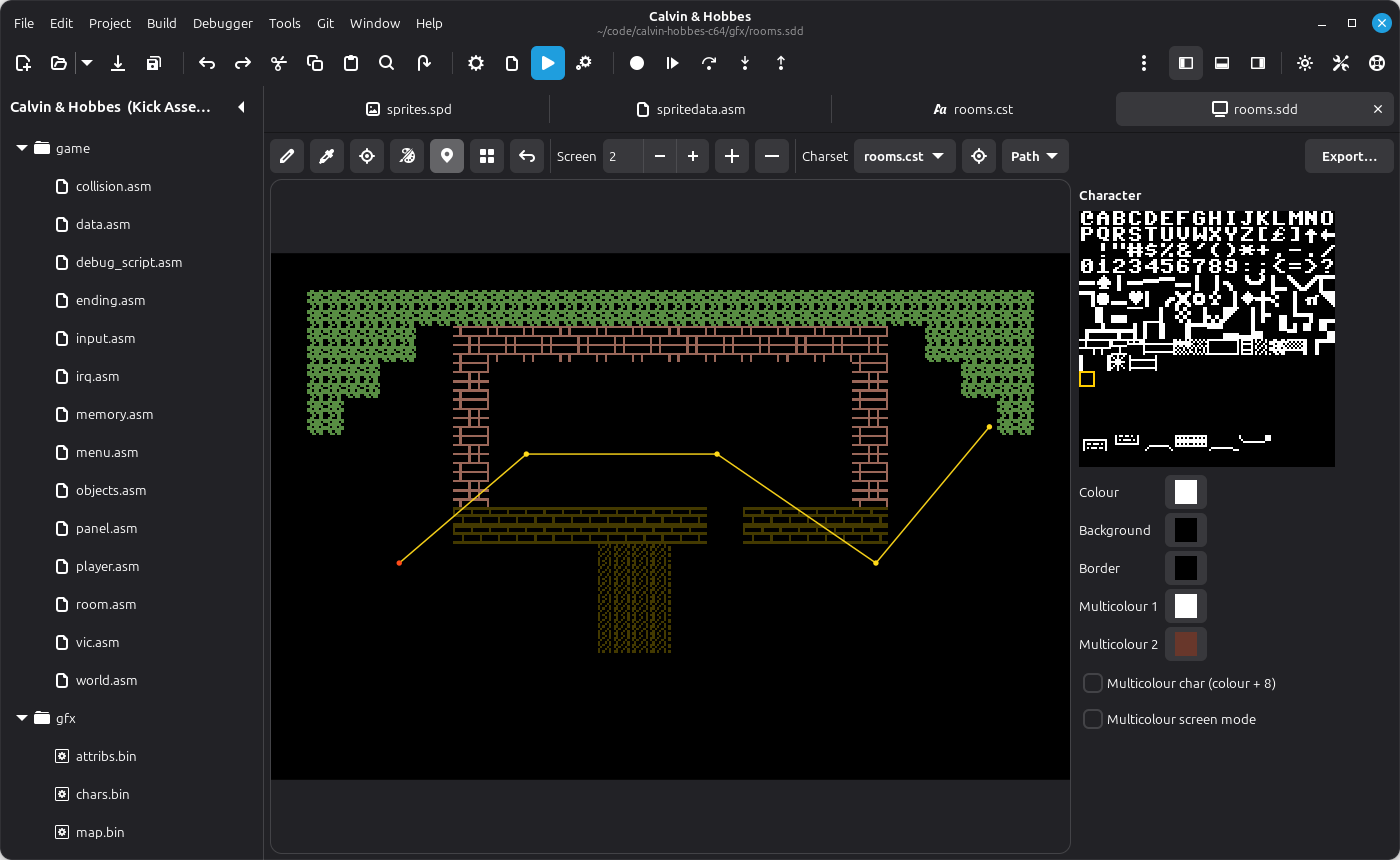 Calvin & Hobbes
File Edit Project Build Debugger Tools Git Window Help
~/code/calvin-hobbes-c64/gfx/rooms.sdd
Calvin & Hobbes (Kick Asse...
sprites.spd
spritedata.asm
Aa rooms.cst
rooms.sdd
game
collision.asm
data.asm
debug_script.asm
ending.asm
input.asm
irq.asm
memory.asm
menu.asm
objects.asm
panel.asm
player.asm
room.asm
vic.asm
world.asm
gfx
attribs.bin
chars.bin
map.bin
Screen 2
Charset rooms.cst
Path
Export...
Character
@ABCDEFGHIJKLMNO
PQRSTUVWXYZ[£]↑←
!"#$%&'()*+,-./
0123456789:;<=>?
Colour
Background
Border
Multicolour 1
Multicolour 2
Multicolour char (colour + 8)
Multicolour screen mode